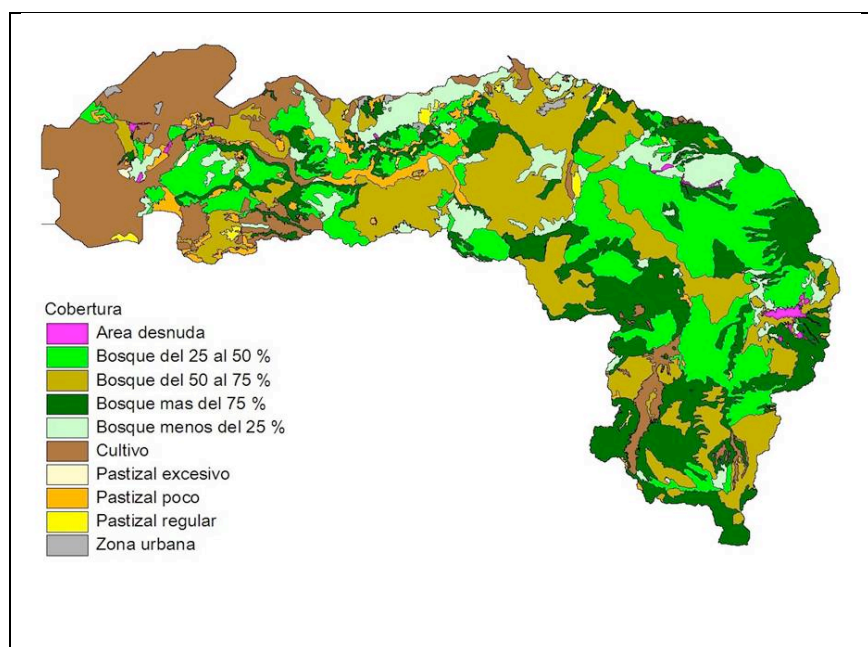 Cobertura
Area desnuda
Bosque del 25 al 50 %
Bosque del 50 al 75 %
Bosque mas del 75 %
Bosque menos del 25 %
Cultivo
Pastizal excesivo
Pastizal poco
Pastizal regular
Zona urbana